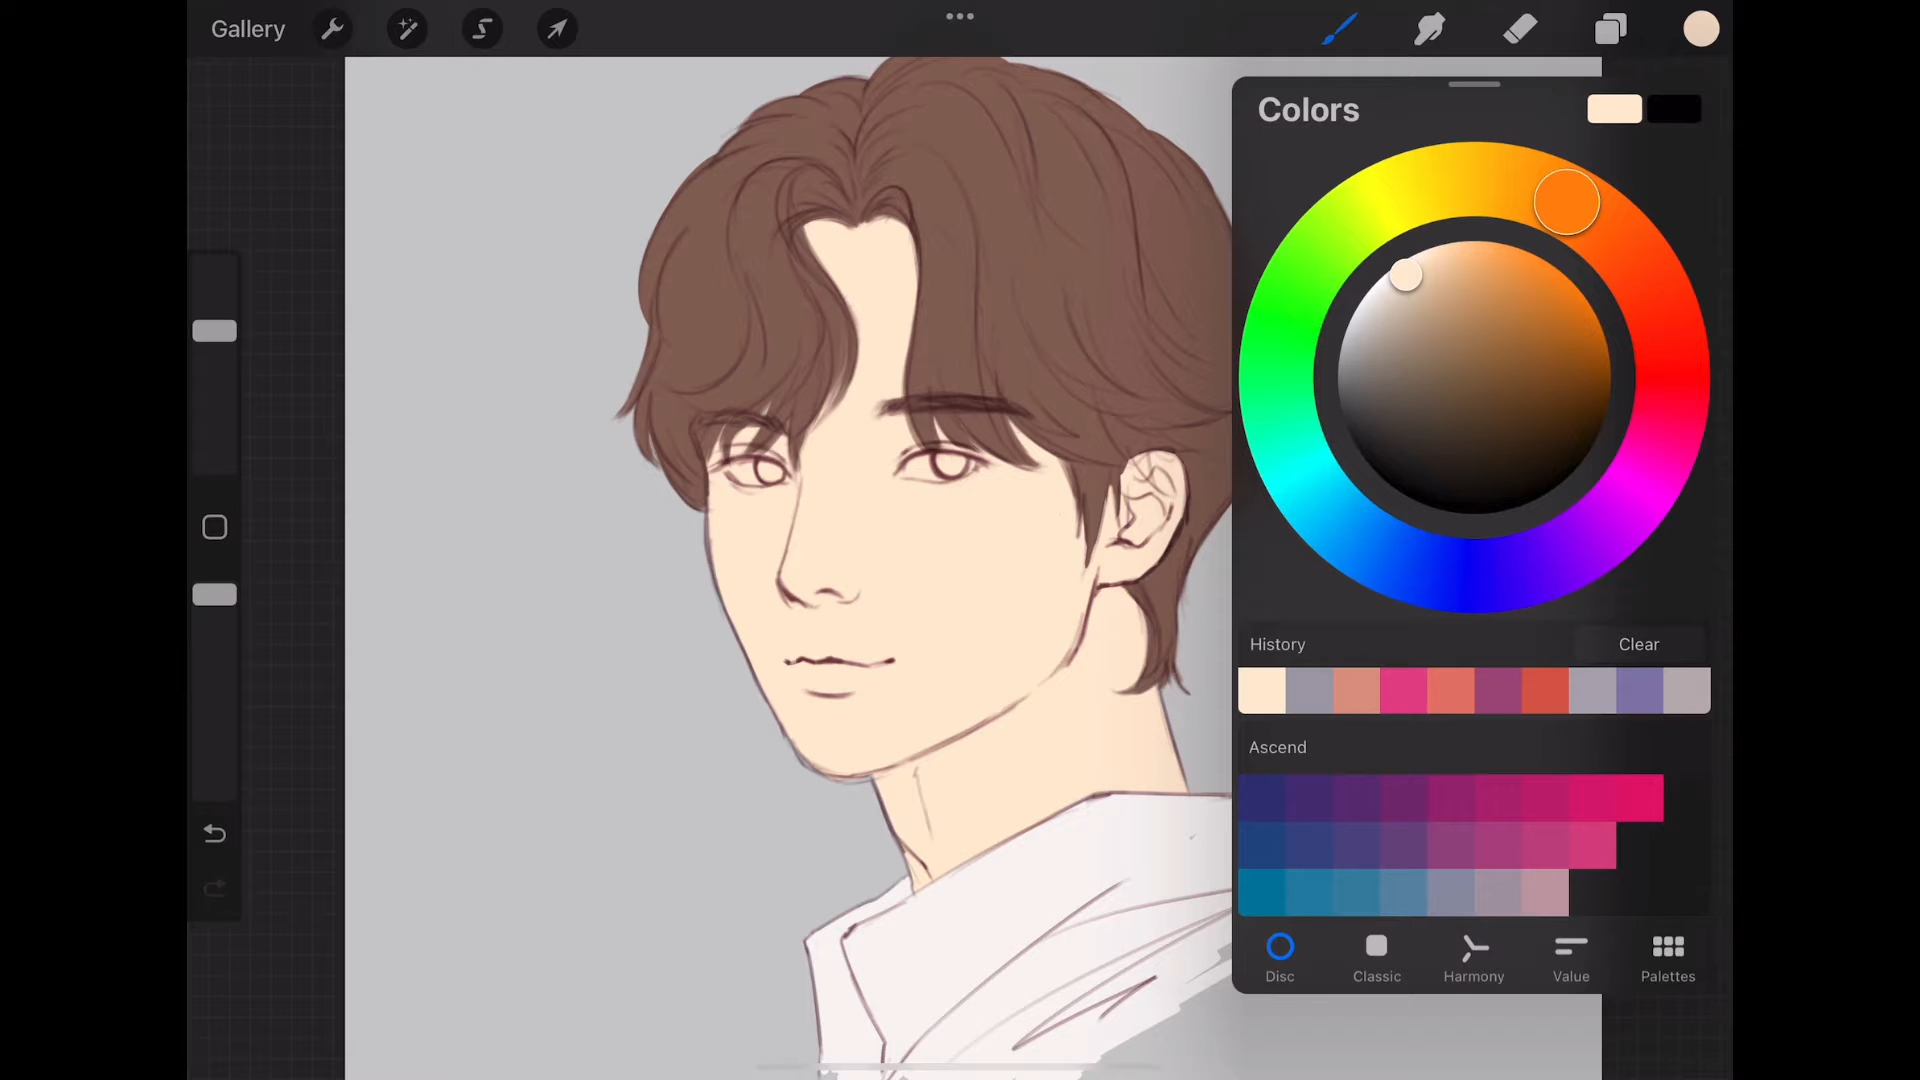 Gallery
Colors
History
Clear
Ascend
Disc
Classic
Harmony
Value
Palettes